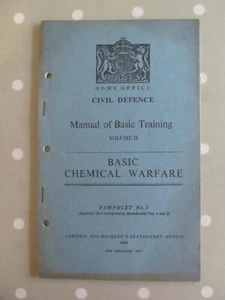 HOME OFFICE
CIVIL DEFENCE
Manual of Basic Training
VOLUME II
BASIC
CHEMICAL WARFARE
PAMPHLET No. 1
LONDON: HIS MAJESTY'S STATIONERY OFFICE